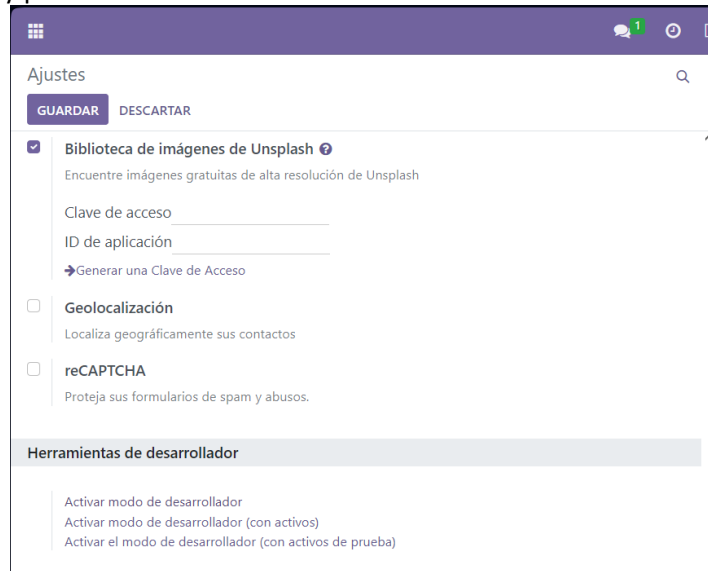 1
Ajustes
GUARDAR DESCARTAR
Biblioteca de imágenes de Unsplash ?
Encuentre imágenes gratuitas de alta resolución de Unsplash
Clave de acceso
ID de aplicación
Generar una Clave de Acceso
Geolocalización
Localiza geográficamente sus contactos
reCAPTCHA
Proteja sus formularios de spam y abusos.
Herramientas de desarrollador
Activar modo de desarrollador
Activar modo de desarrollador (con activos)
Activar el modo de desarrollador (con activos de prueba)